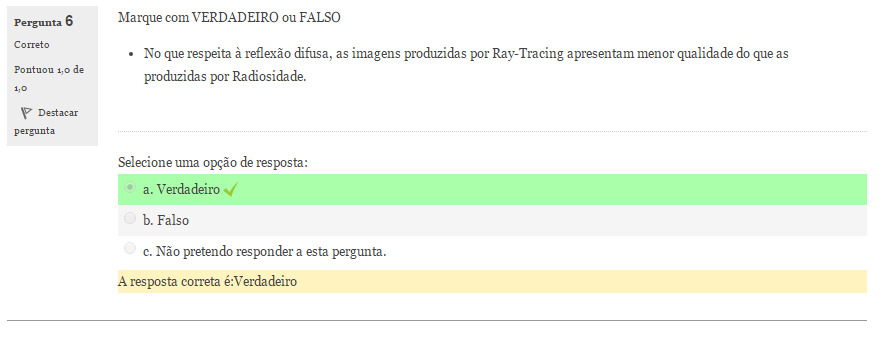 Pergunta 6
Correto
Pontuou 1,0 de
1,0
Destacar
pergunta
Marque com VERDADEIRO ou FALSO
No que respeita à reflexão difusa, as imagens produzidas por Ray-Tracing apresentam menor qualidade do que as
produzidas por Radiosidade.
Selecione uma opção de resposta:
a. Verdadeiro
b. Falso
c. Não pretendo responder a esta pergunta.
A resposta correta é:Verdadeiro